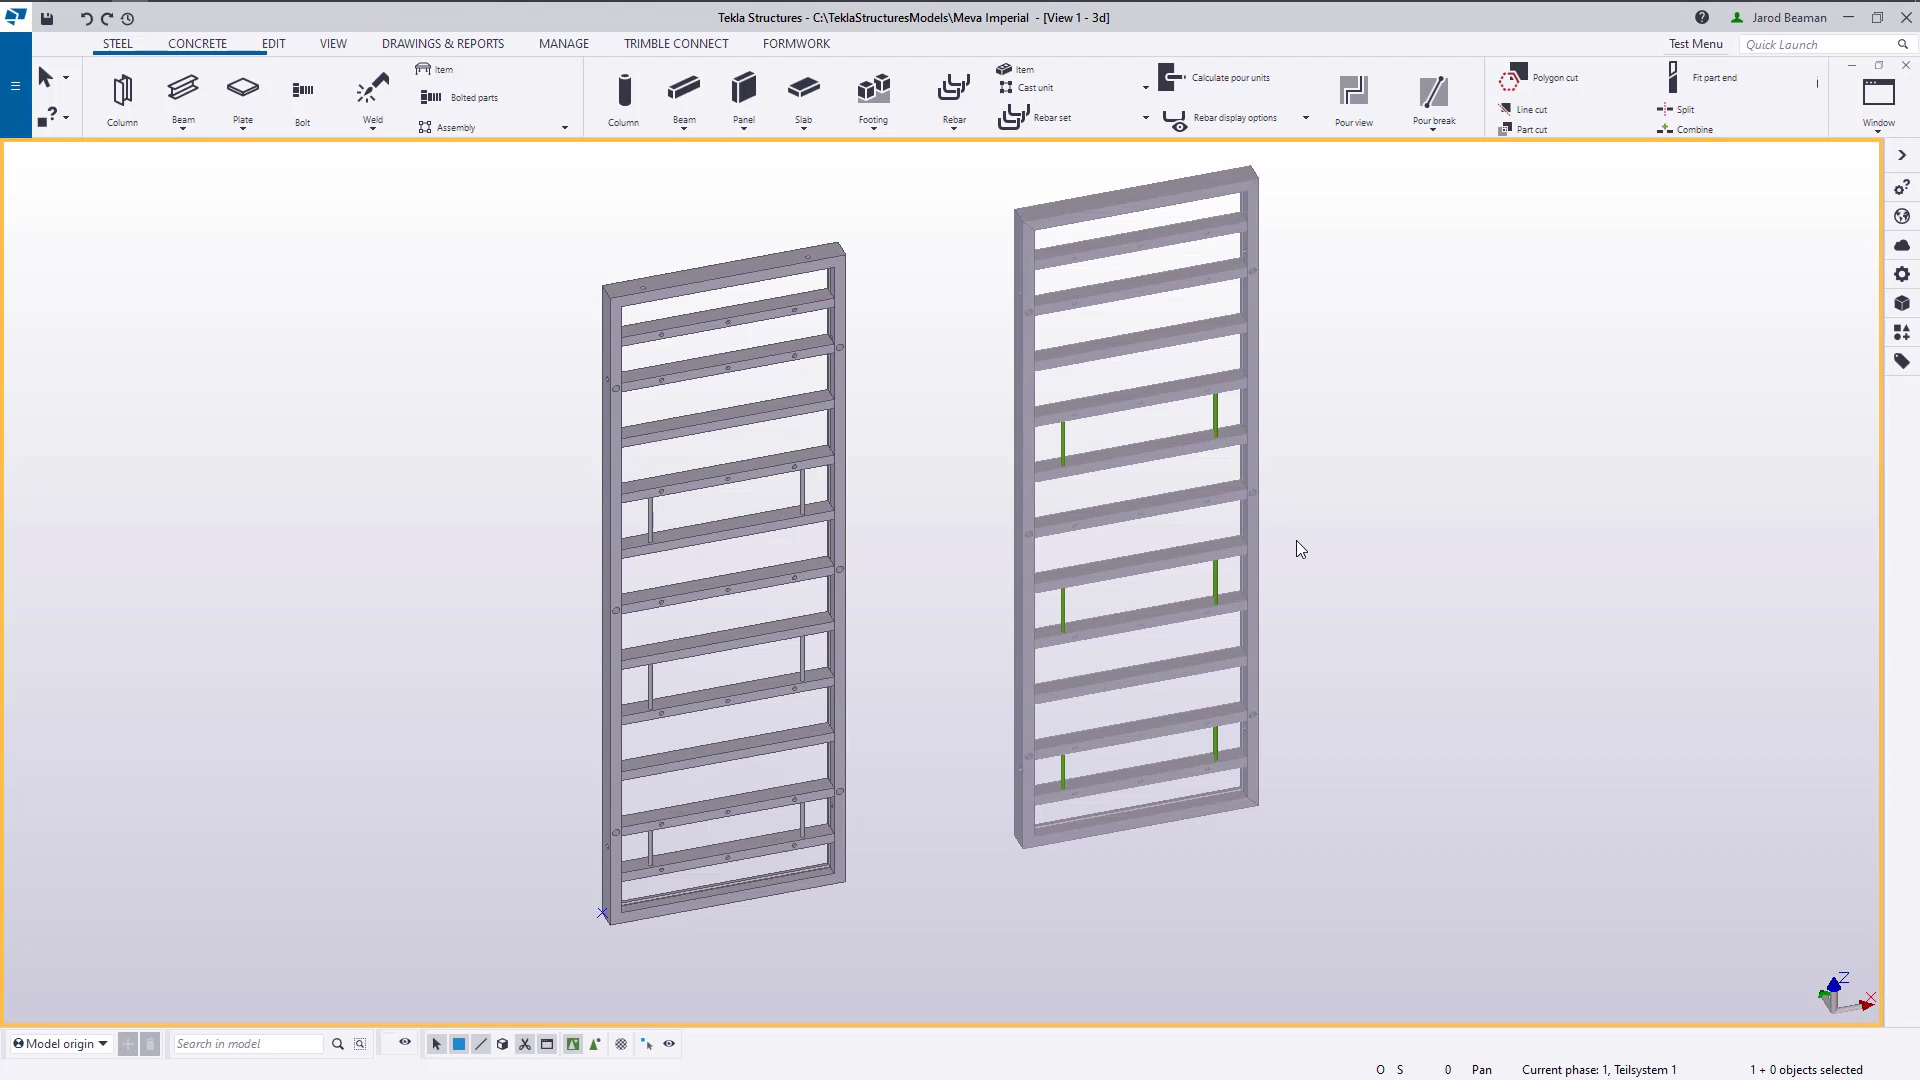 Tekla Structures - C:\TeklaStructuresModels\Meva Imperial - [View 1 - 3d]
Jarod Beaman
STEEL
CONCRETE
EDIT
VIEW
DRAWINGS & REPORTS
MANAGE
TRIMBLE CONNECT
FORMWORK
Test Menu
Quick Launch
Column
Beam
Plate
Bolt
Weld
Item
Bolted parts
Assembly
Column
Beam
Panel
Slab
Footing
Rebar
Item
Cast unit
Rebar set
Calculate pour units
Rebar display options
Pour view
Pour break
Polygon cut
Line cut
Part cut
Fit part end
Split
Combine
Window
Z
X
Model origin
Search in model
O S 0 Pan Current phase: 1, Teilsystem 1 1 + 0 objects selected